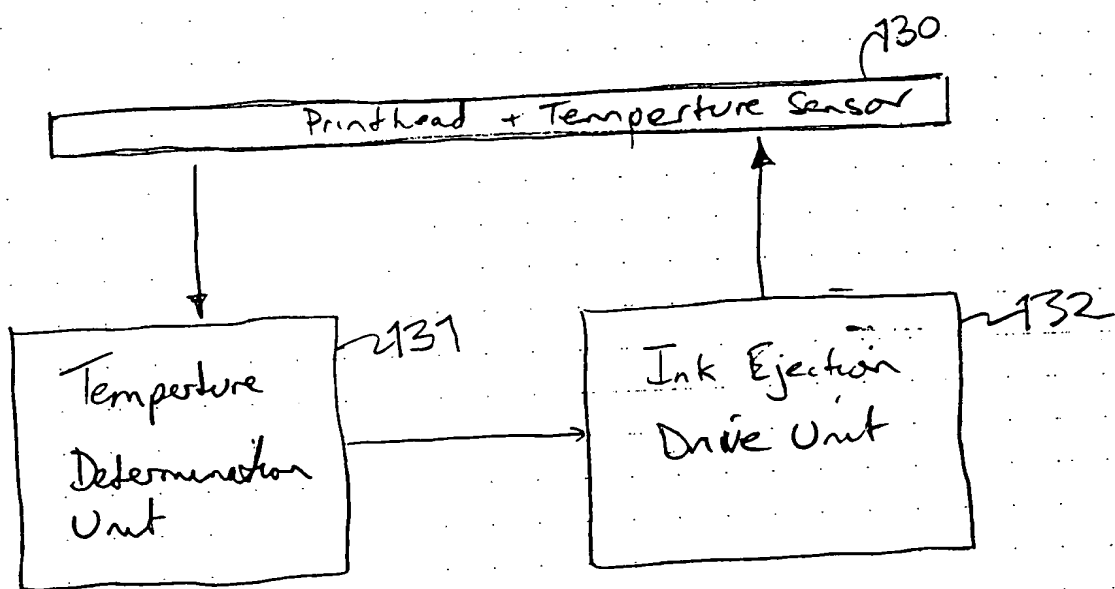 130
Printhead + Temperture Sensor
131
Temperture
Determination
Unit
132
Ink Ejection
Drive Unit